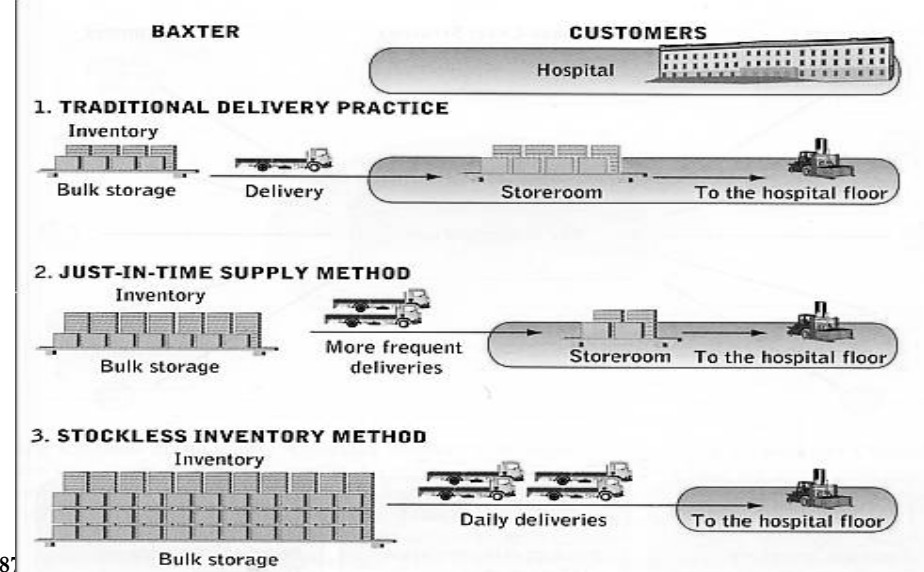 BAXTER
CUSTOMERS
Hospital
1. TRADITIONAL DELIVERY PRACTICE
Inventory
Bulk storage
Delivery
Storeroom
To the hospital floor
2. JUST-IN-TIME SUPPLY METHOD
Inventory
Bulk storage
More frequent
deliveries
Storeroom
To the hospital floor
3. STOCKLESS INVENTORY METHOD
Inventory
Bulk storage
Daily deliveries
To the hospital floor
87